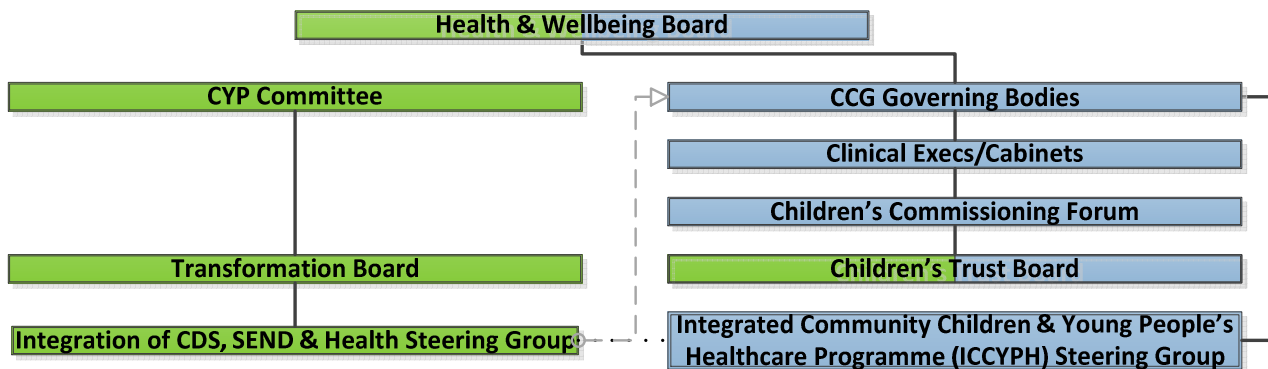 Health & Wellbeing Board
CYP Committee
CCG Governing Bodies
Clinical Execs/Cabinets
Children’s Commissioning Forum
Transformation Board
Children’s Trust Board
Integration of CDS, SEND & Health Steering Group
Integrated Community Children & Young People’s
Healthcare Programme (ICCYPH) Steering Group